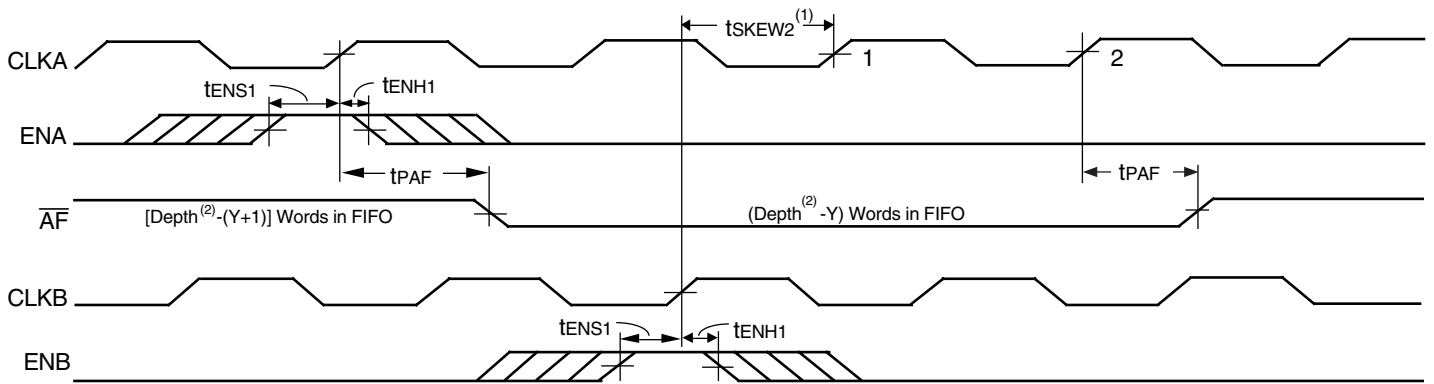 tSKEW2(1)
CLKA
1
2
tENS1
tENH1
ENA
tPAF
tPAF
AF
[Depth(2)-(Y+1)] Words in FIFO
(Depth(2) -Y) Words in FIFO
CLKB
tENS1
tENH1
ENB